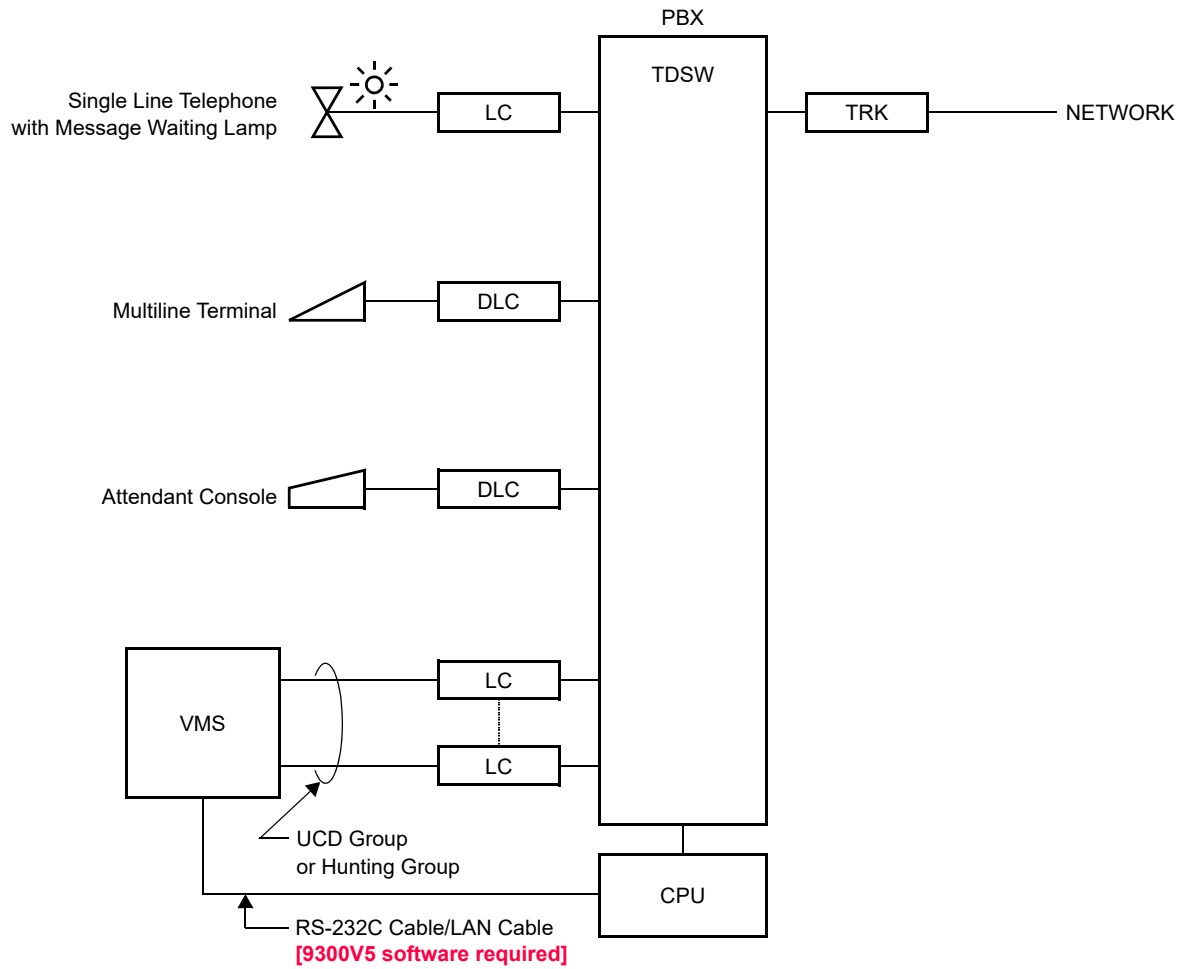 PBX
TDSW
Single Line Telephone
with Message Waiting Lamp
LC
TRK
NETWORK
Multiline Terminal
DLC
Attendant Console
DLC
VMS
LC
LC
UCD Group
or Hunting Group
CPU
RS-232C Cable/LAN Cable
[9300V5 software required]